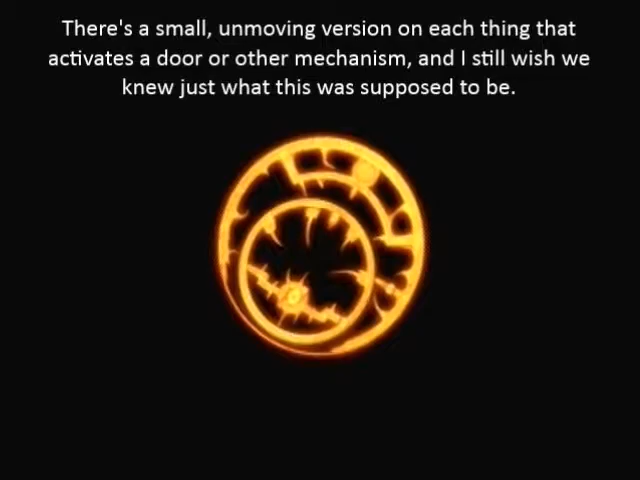 There's a small, unmoving version on each thing that
activates a door or other mechanism, and I still wish we
knew just what this was supposed to be.